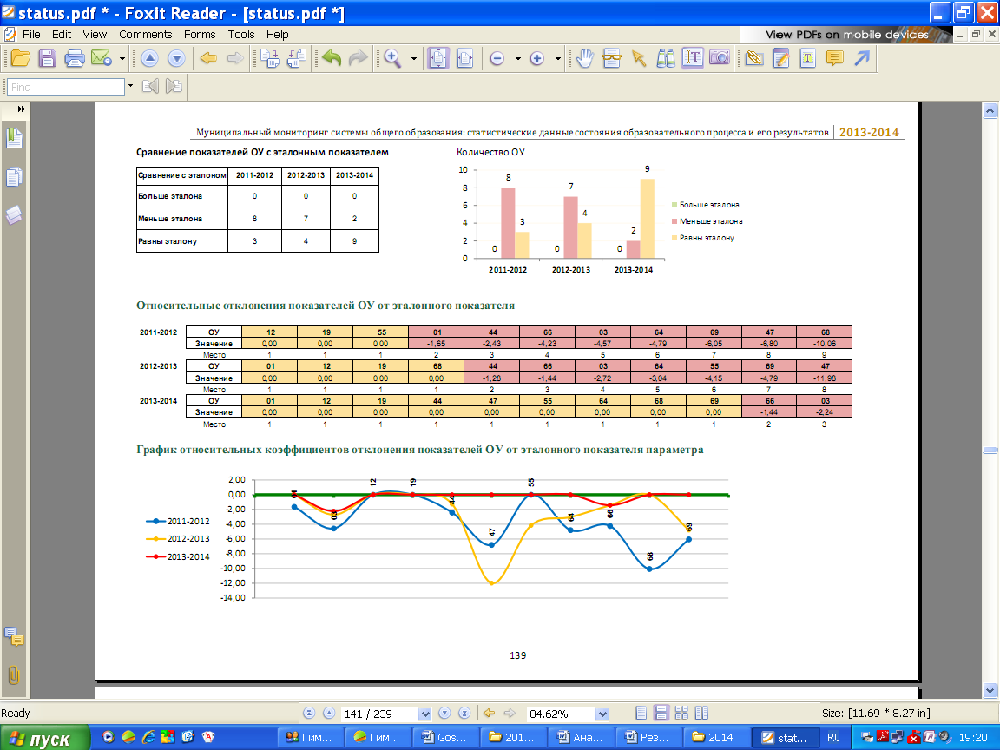 status.pdf * - Foxit Reader - [status.pdf *]
File Edit View Comments Forms Tools Help
View PDFs on mobile devices
Find
Муниципальный мониторинг системы общего образования: статистические данные состояния образовательного процесса и его результатов 2013-2014
Сравнение показателей ОУ с эталонным показателем
Сравнение с эталоном 2011-2012 2012-2013 2013-2014
Больше эталона 0 0 0
Меньше эталона 8 7 2
Равны эталону 3 4 9
Количество ОУ
10
8
6
4
2
0
0 8 3
0 7 4
0 2 9
2011-2012 2012-2013 2013-2014
Больше эталона
Меньше эталона
Равны эталону
Относительные отклонения показателей ОУ от эталонного показателя
2011-2012 ОУ 12 19 55 01 44 66 03 64 69 47 68
Значение 0,00 0,00 0,00 -1,65 -2,43 -4,23 -4,57 -4,79 -6,05 -6,80 -10,06
Место 1 1 1 2 3 4 5 6 7 8 9
2012-2013 ОУ 01 12 19 68 44 66 03 64 55 69 47
Значение 0,00 0,00 0,00 0,00 -1,28 -1,44 -2,72 -3,04 -4,15 -4,79 -11,98
Место 1 1 1 1 2 3 4 5 6 7 8
2013-2014 ОУ 01 12 19 44 47 55 64 68 69 66 03
Значение 0,00 0,00 0,00 0,00 0,00 0,00 0,00 0,00 0,00 -1,44 -2,24
Место 1 1 1 1 1 1 1 1 1 2 3
График относительных коэффициентов отклонения показателей ОУ от эталонного показателя параметра
2,00
0,00
-2,00
-4,00
-6,00
-8,00
-10,00
-12,00
-14,00
01 03 12 19 44 47 55 64 66 68 69
2011-2012
2012-2013
2013-2014
139
Ready 141 / 239 84.62% Size: [11.69 * 8.27 in]
пуск Гим... Гим... Gos... 201... Ана... Рез... 2014 stat... RU 19:20